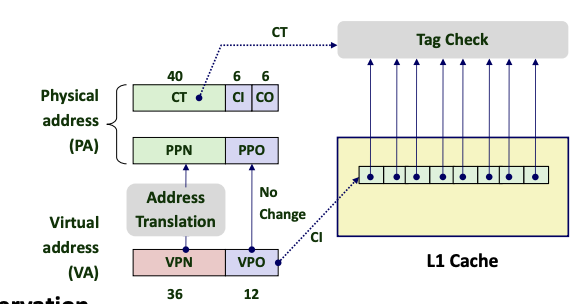 CT
Tag Check
40 6 6
Physical
address
(PA)
CT CI CO
PPN PPO
Address
Translation
No
Change
Virtual
address
(VA)
CI
VPN VPO
L1 Cache
36 12